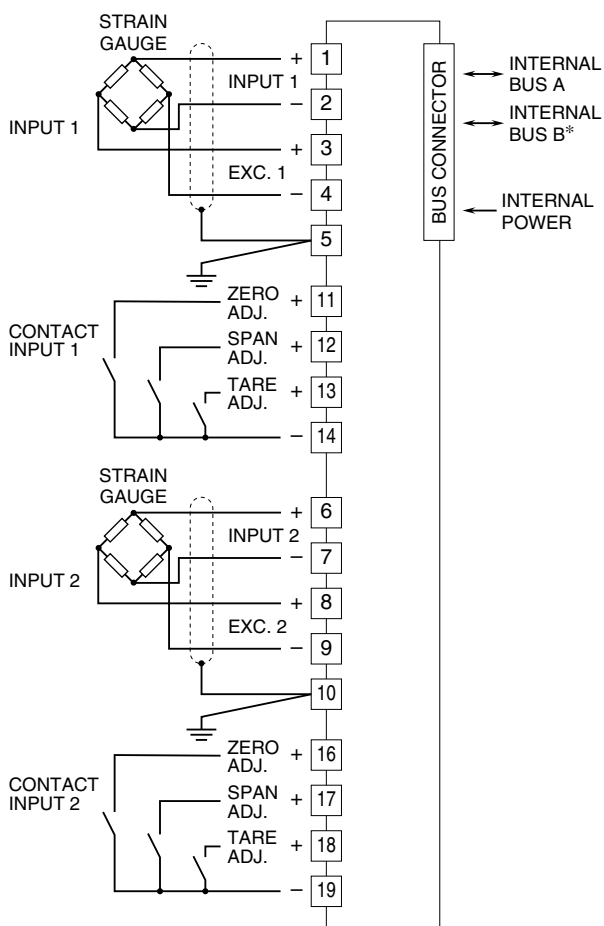 STRAIN
GAUGE
INPUT 1
+ 1
INPUT 1
− 2
+ 3
EXC. 1
− 4
5
BUS CONNECTOR
INTERNAL
BUS A
INTERNAL
BUS B*
INTERNAL
POWER
CONTACT
INPUT 1
ZERO
ADJ.
+ 11
SPAN
ADJ.
+ 12
TARE
ADJ.
+ 13
− 14
STRAIN
GAUGE
INPUT 2
+ 6
INPUT 2
− 7
+ 8
EXC. 2
− 9
10
CONTACT
INPUT 2
ZERO
ADJ.
+ 16
SPAN
ADJ.
+ 17
TARE
ADJ.
+ 18
− 19